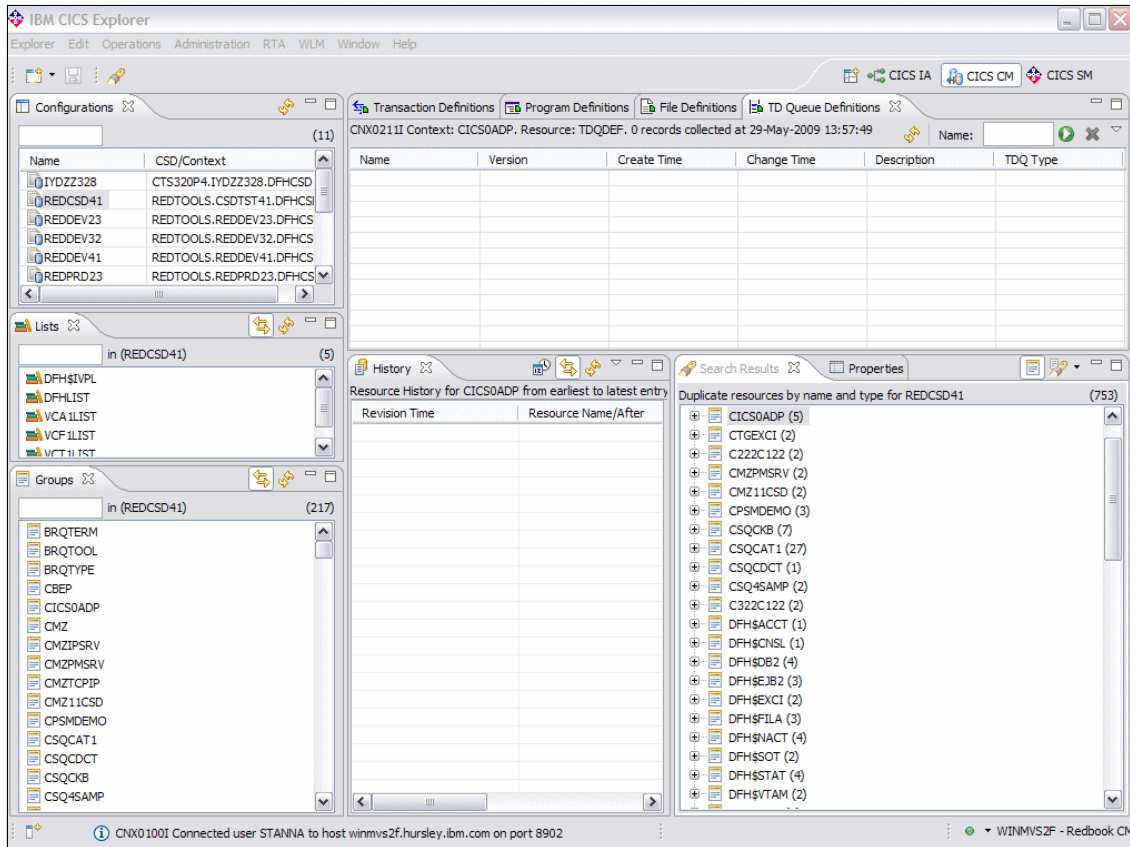 IBM CICS Explorer
Explorer Edit Operations Administration RTA WLM Window Help
CICS IA CICS CM CICS SM
Configurations
(11)
Name CSD/Context
IYDZZ328 CTS320P4.IYDZZ328.DFHCSD
REDCSD41 REDTOOLS.CSDTST41.DFHCSI
REDDEV23 REDTOOLS.REDDEV23.DFHCS
REDDEV32 REDTOOLS.REDDEV32.DFHCS
REDDEV41 REDTOOLS.REDDEV41.DFHCS
REDPRD23 REDTOOLS.REDPRD23.DFHCS
Lists
in (REDCSD41) (5)
DFH$IVPL
DFHLIST
VCA1LIST
VCF1LIST
VCT1LIST
Groups
in (REDCSD41) (217)
BRQTERM
BRQTOOL
BRQTYPE
CBEP
CICS0ADP
CMZ
CMZIPSRV
CMZPMSRV
CMZTCPIP
CMZ11CSD
CPSMDEMO
CSQCAT1
CSQCDCT
CSQCKB
CSQ4SAMP
Transaction Definitions Program Definitions File Definitions TD Queue Definitions
CNX0211I Context: CICS0ADP. Resource: TDQDEF. 0 records collected at 29-May-2009 13:57:49 Name:
Name Version Create Time Change Time Description TDQ Type
History
Resource History for CICS0ADP from earliest to latest entry
Revision Time Resource Name/After
Search Results Properties
Duplicate resources by name and type for REDCSD41 (753)
CICS0ADP (5)
CTGEXCI (2)
C222C122 (2)
CMZPMSRV (2)
CMZ11CSD (2)
CPSMDEMO (3)
CSQCKB (7)
CSQCAT1 (27)
CSQCDCT (1)
CSQ4SAMP (2)
C322C122 (2)
DFH$ACCT (1)
DFH$CNSL (1)
DFH$DB2 (4)
DFH$EJB2 (3)
DFH$EXCI (2)
DFH$FILA (3)
DFH$NACT (4)
DFH$SOT (2)
DFH$STAT (4)
DFH$VTAM (2)
CNX0100I Connected user STANNA to host winmvs2f.hursley.ibm.com on port 8902
WINMVS2F - Redbook CM